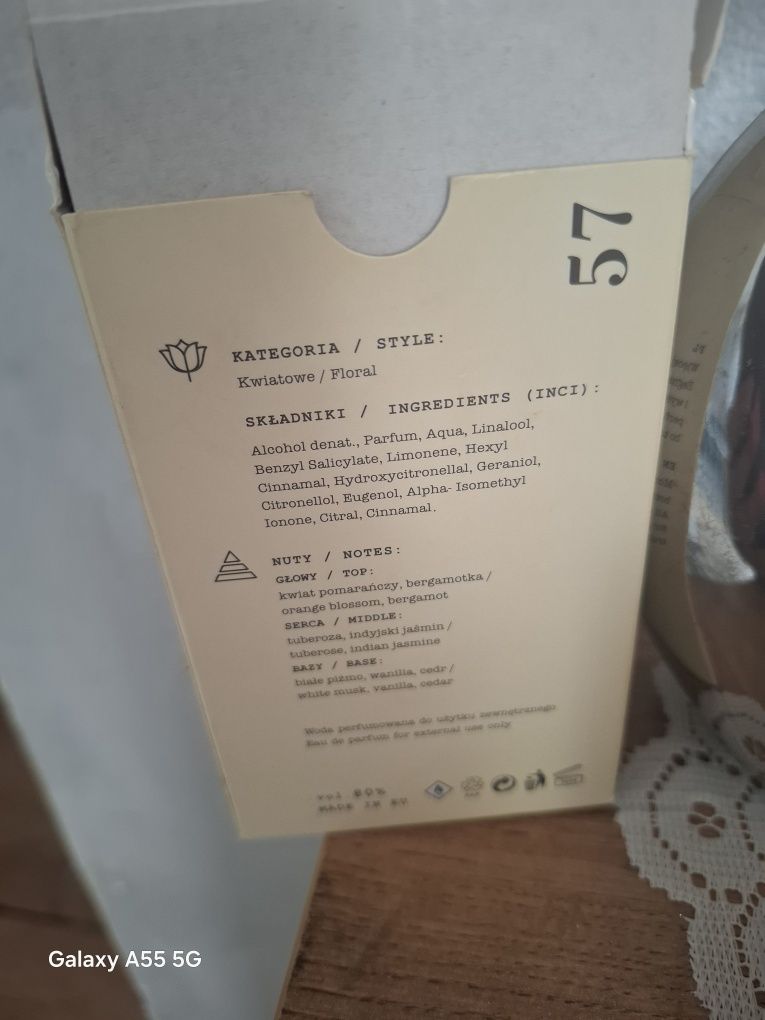 57
KATEGORIA / STYLE:
Kwiatowe / Floral
SKŁADNIKI / INGREDIENTS (INCI):
Alcohol denat., Parfum, Aqua, Linalool,
Benzyl Salicylate, Limonene, Hexyl
Cinnamal, Hydroxycitronellal, Geraniol,
Citronellol, Eugenol, Alpha- Isomethyl
Ionone, Citral, Cinnamal.
NUTY / NOTES:
GŁOWY / TOP:
kwiat pomarańczy, bergamotka /
orange blossom, bergamot
SERCA / MIDDLE:
tuberoza, indyjski jaśmin /
tuberose, indian jasmine
BAZY / BASE:
białe piżmo, wanilia, cedr /
white musk, vanilla, cedar
Woda perfumowana do użytku zewnętrznego
Eau de parfum for external use only
vol 80%
MADE IN EU
Galaxy A55 5G